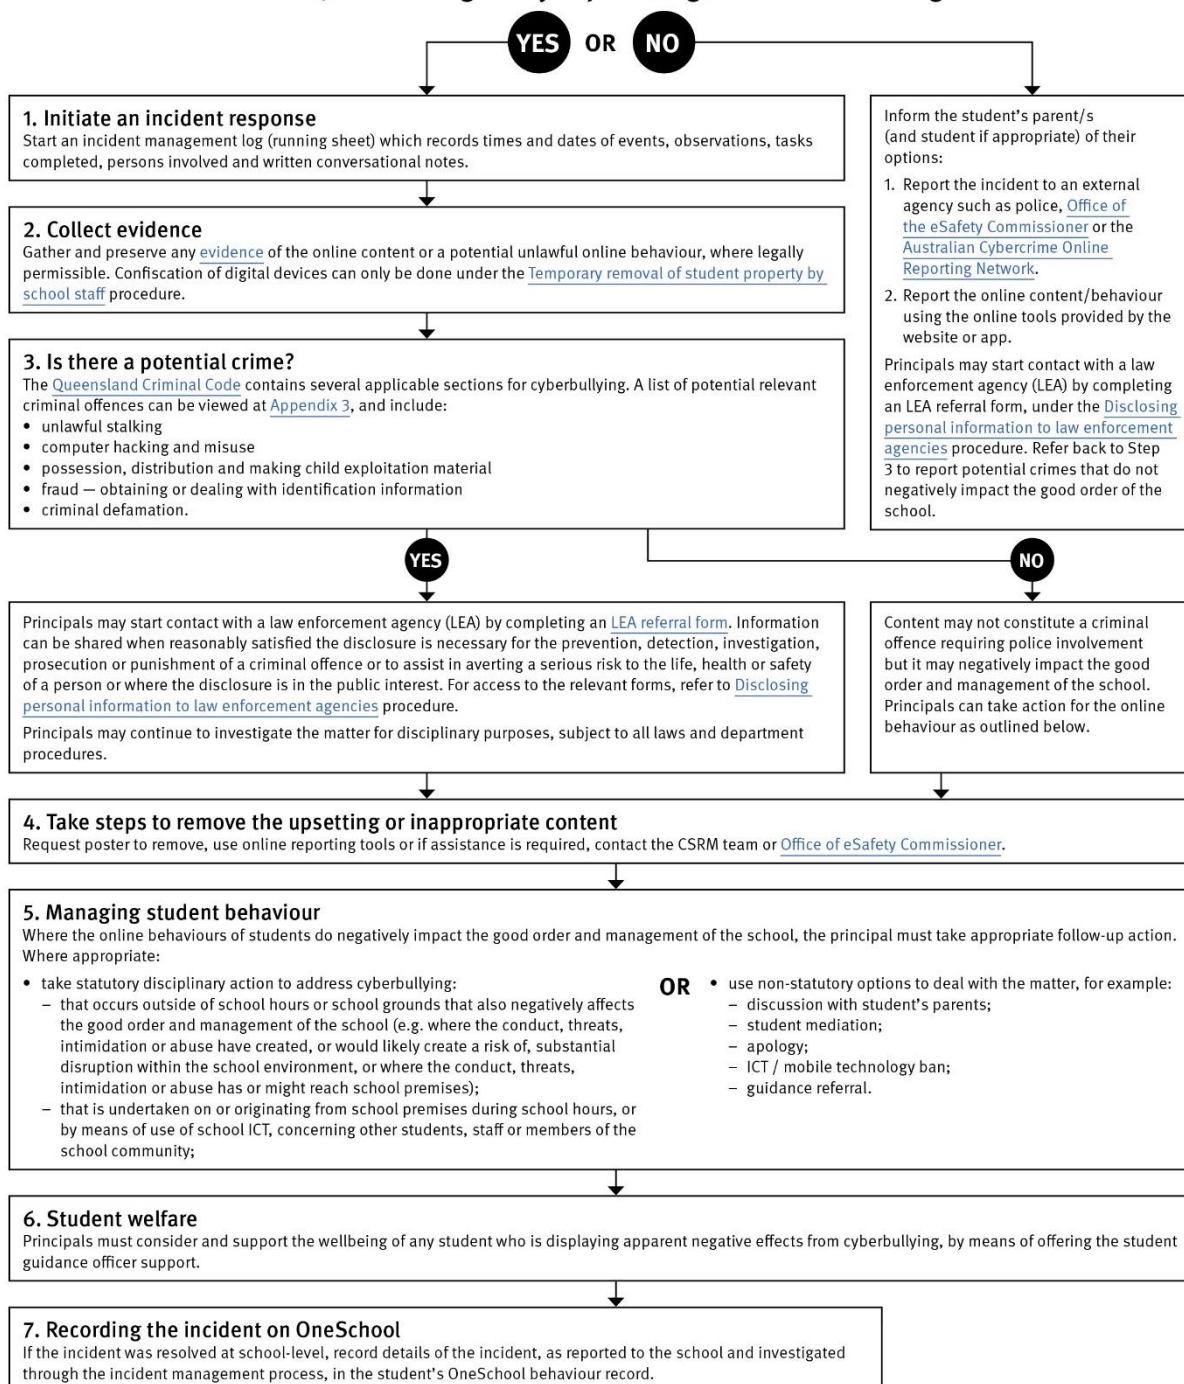 YES OR NO
1. Initiate an incident response
Start an incident management log (running sheet) which records times and dates of events, observations, tasks
completed, persons involved and written conversational notes.
2. Collect evidence
Gather and preserve any evidence of the online content or a potential unlawful online behaviour, where legally
permissible. Confiscation of digital devices can only be done under the Temporary removal of student property by
school staff procedure.
3. Is there a potential crime?
The Queensland Criminal Code contains several applicable sections for cyberbullying. A list of potential relevant
criminal offences can be viewed at Appendix 3, and include:
• unlawful stalking
• computer hacking and misuse
• possession, distribution and making child exploitation material
• fraud — obtaining or dealing with identification information
• criminal defamation.
Inform the student's parent/s
(and student if appropriate) of their
options:
1. Report the incident to an external
agency such as police, Office of
the eSafety Commissioner or the
Australian Cybercrime Online
Reporting Network.
2. Report the online content/behaviour
using the online tools provided by the
website or app.
Principals may start contact with a law
enforcement agency (LEA) by completing
an LEA referral form, under the Disclosing
personal information to law enforcement
agencies procedure. Refer back to Step
3 to report potential crimes that do not
negatively impact the good order of the
school.
YES
NO
Principals may start contact with a law enforcement agency (LEA) by completing an LEA referral form. Information
can be shared when reasonably satisfied the disclosure is necessary for the prevention, detection, investigation,
prosecution or punishment of a criminal offence or to assist in averting a serious risk to the life, health or safety
of a person or where the disclosure is in the public interest. For access to the relevant forms, refer to Disclosing
personal information to law enforcement agencies procedure.
Principals may continue to investigate the matter for disciplinary purposes, subject to all laws and department
procedures.
Content may not constitute a criminal
offence requiring police involvement
but it may negatively impact the good
order and management of the school.
Principals can take action for the online
behaviour as outlined below.
4. Take steps to remove the upsetting or inappropriate content
Request poster to remove, use online reporting tools or if assistance is required, contact the CSRM team or Office of eSafety Commissioner.
5. Managing student behaviour
Where the online behaviours of students do negatively impact the good order and management of the school, the principal must take appropriate follow-up action.
Where appropriate:
• take statutory disciplinary action to address cyberbullying:
– that occurs outside of school hours or school grounds that also negatively affects
the good order and management of the school (e.g. where the conduct, threats,
intimidation or abuse have created, or would likely create a risk of, substantial
disruption within the school environment, or where the conduct, threats,
intimidation or abuse has or might reach school premises);
– that is undertaken on or originating from school premises during school hours, or
by means of use of school ICT, concerning other students, staff or members of the
school community;
OR
• use non-statutory options to deal with the matter, for example:
– discussion with student's parents;
– student mediation;
– apology;
– ICT / mobile technology ban;
– guidance referral.
6. Student welfare
Principals must consider and support the wellbeing of any student who is displaying apparent negative effects from cyberbullying, by means of offering the student
guidance officer support.
7. Recording the incident on OneSchool
If the incident was resolved at school-level, record details of the incident, as reported to the school and investigated
through the incident management process, in the student's OneSchool behaviour record.